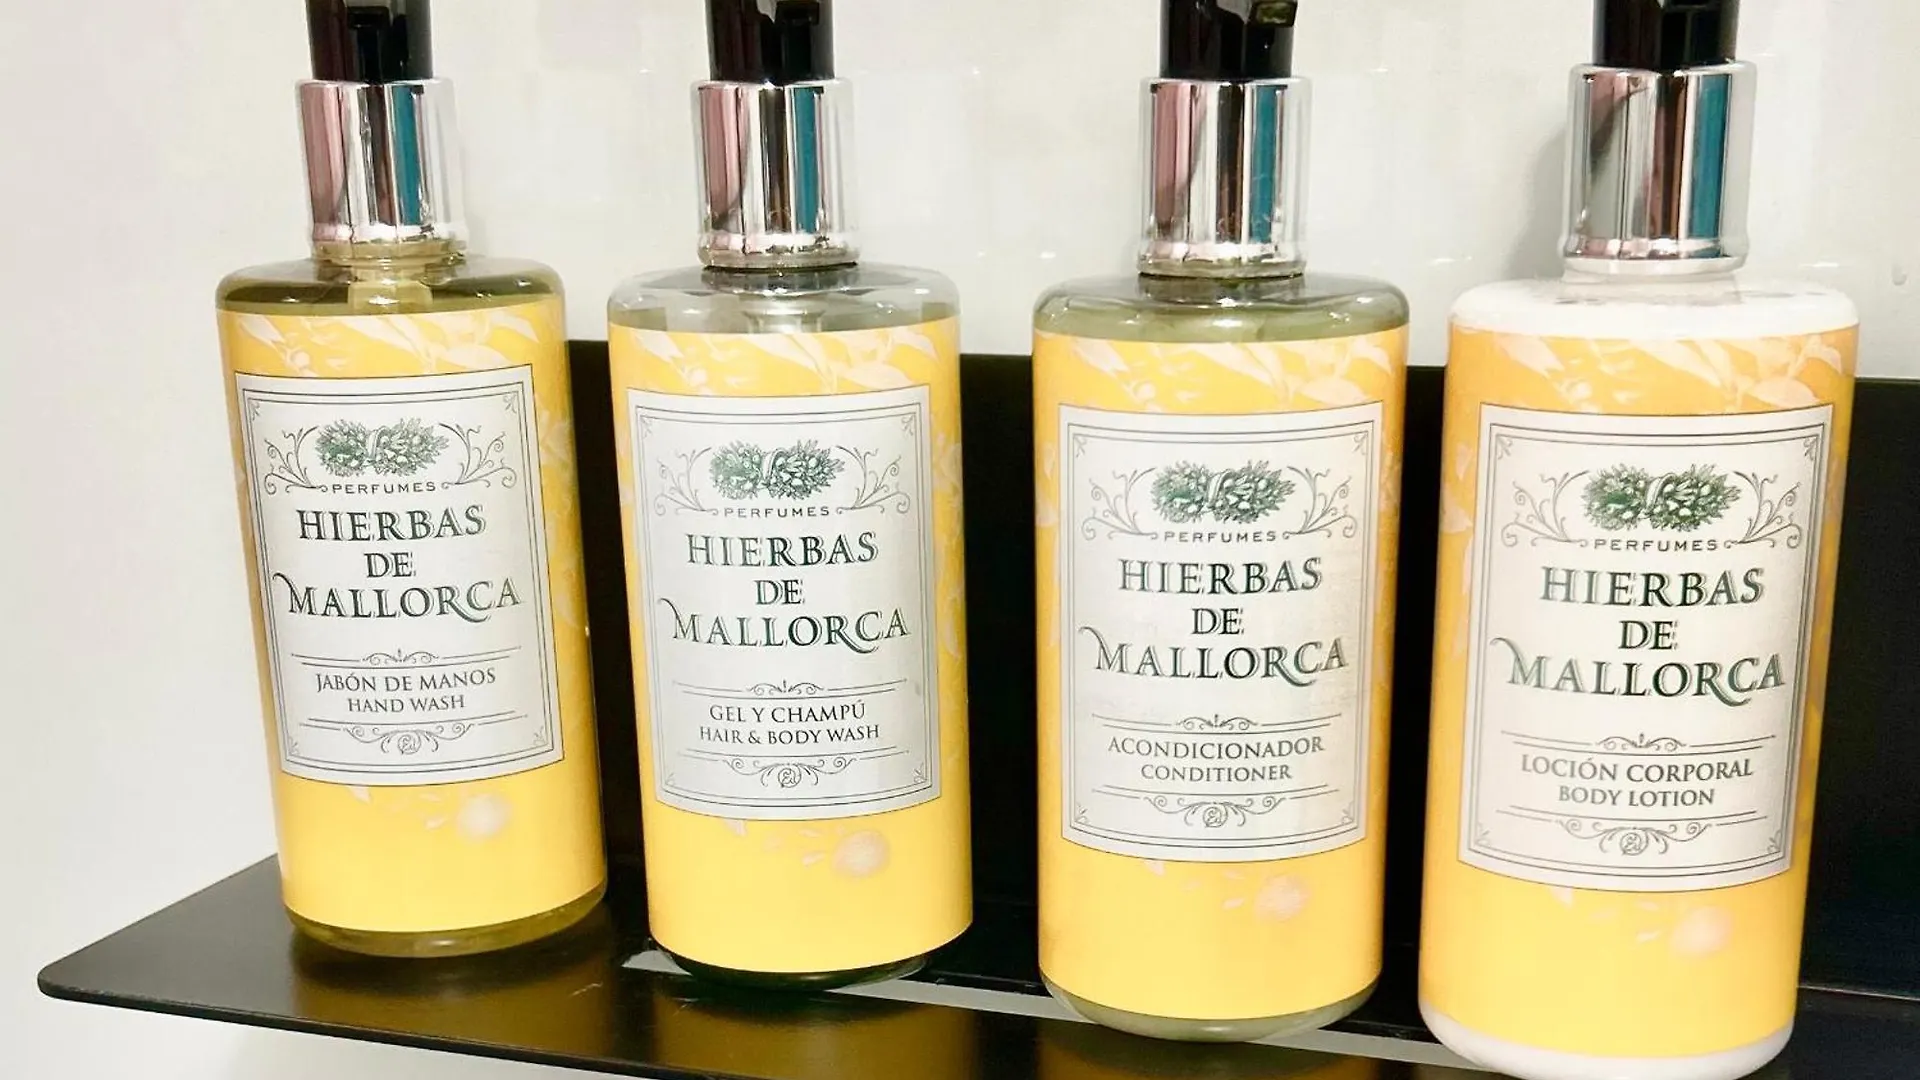 PERFUMES
HIERBAS
DE
MALLORCA
JABÓN DE MANOS
HAND WASH
PERFUMES
HIERBAS
DE
MALLORCA
GEL Y CHAMPÚ
HAIR & BODY WASH
PERFUMES
HIERBAS
DE
MALLORCA
ACONDICIONADOR
CONDITIONER
PERFUMES
HIERBAS
DE
MALLORCA
LOCIÓN CORPORAL
BODY LOTION